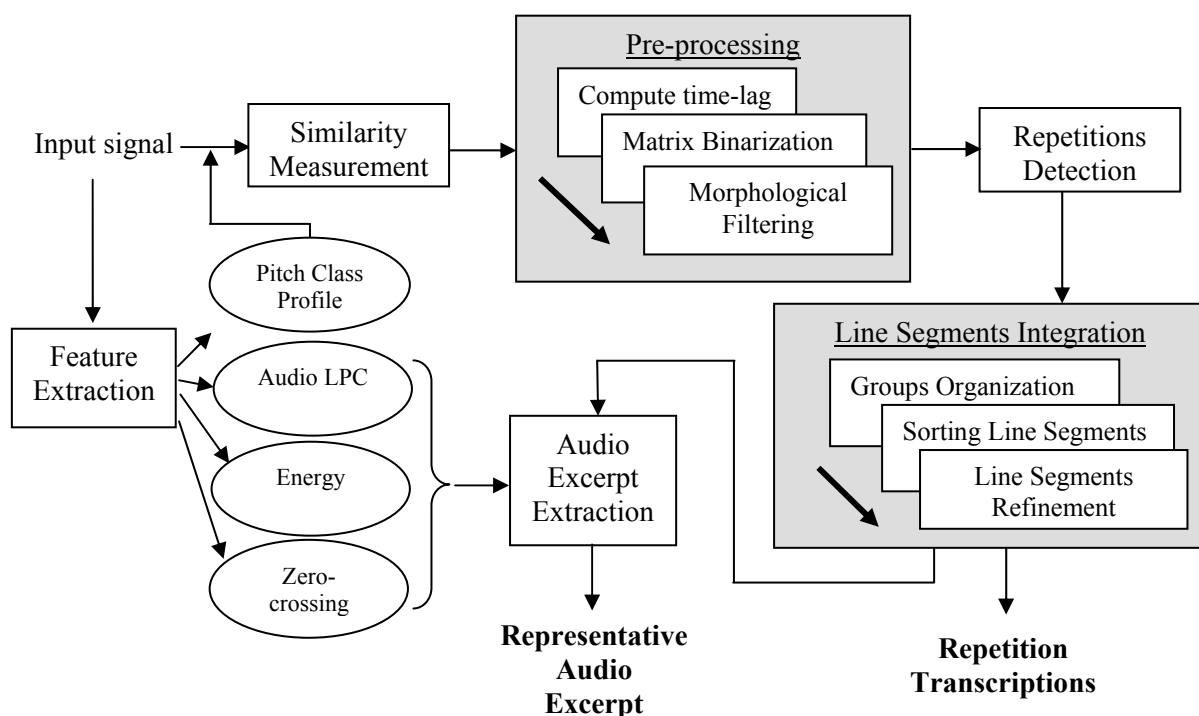 Input signal
Similarity
Measurement
Pre-processing
Compute time-lag
Matrix Binarization
Morphological
Filtering
Repetitions
Detection
Pitch Class
Profile
Feature
Extraction
Audio LPC
Energy
Zero-
crossing
Audio
Excerpt
Extraction
Line Segments Integration
Groups Organization
Sorting Line Segments
Line Segments
Refinement
Representative
Audio
Excerpt
Repetition
Transcriptions